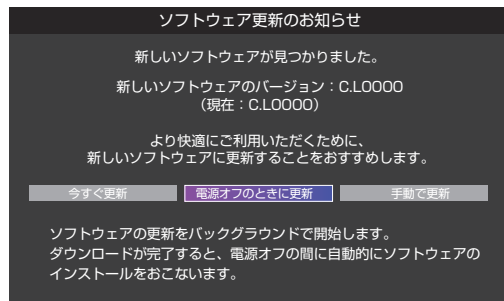 ソフトウェア更新のお知らせ
新しいソフトウェアが見つかりました。
新しいソフトウェアのバージョン：C.L0000
（現在：C.L0000）
より快適にご利用いただくために、
新しいソフトウェアに更新することをおすすめします。
今すぐ更新 電源オフのときに更新 手動で更新
ソフトウェアの更新をバックグラウンドで開始します。
ダウンロードが完了すると、電源オフの間に自動的にソフトウェアの
インストールをおこないます。